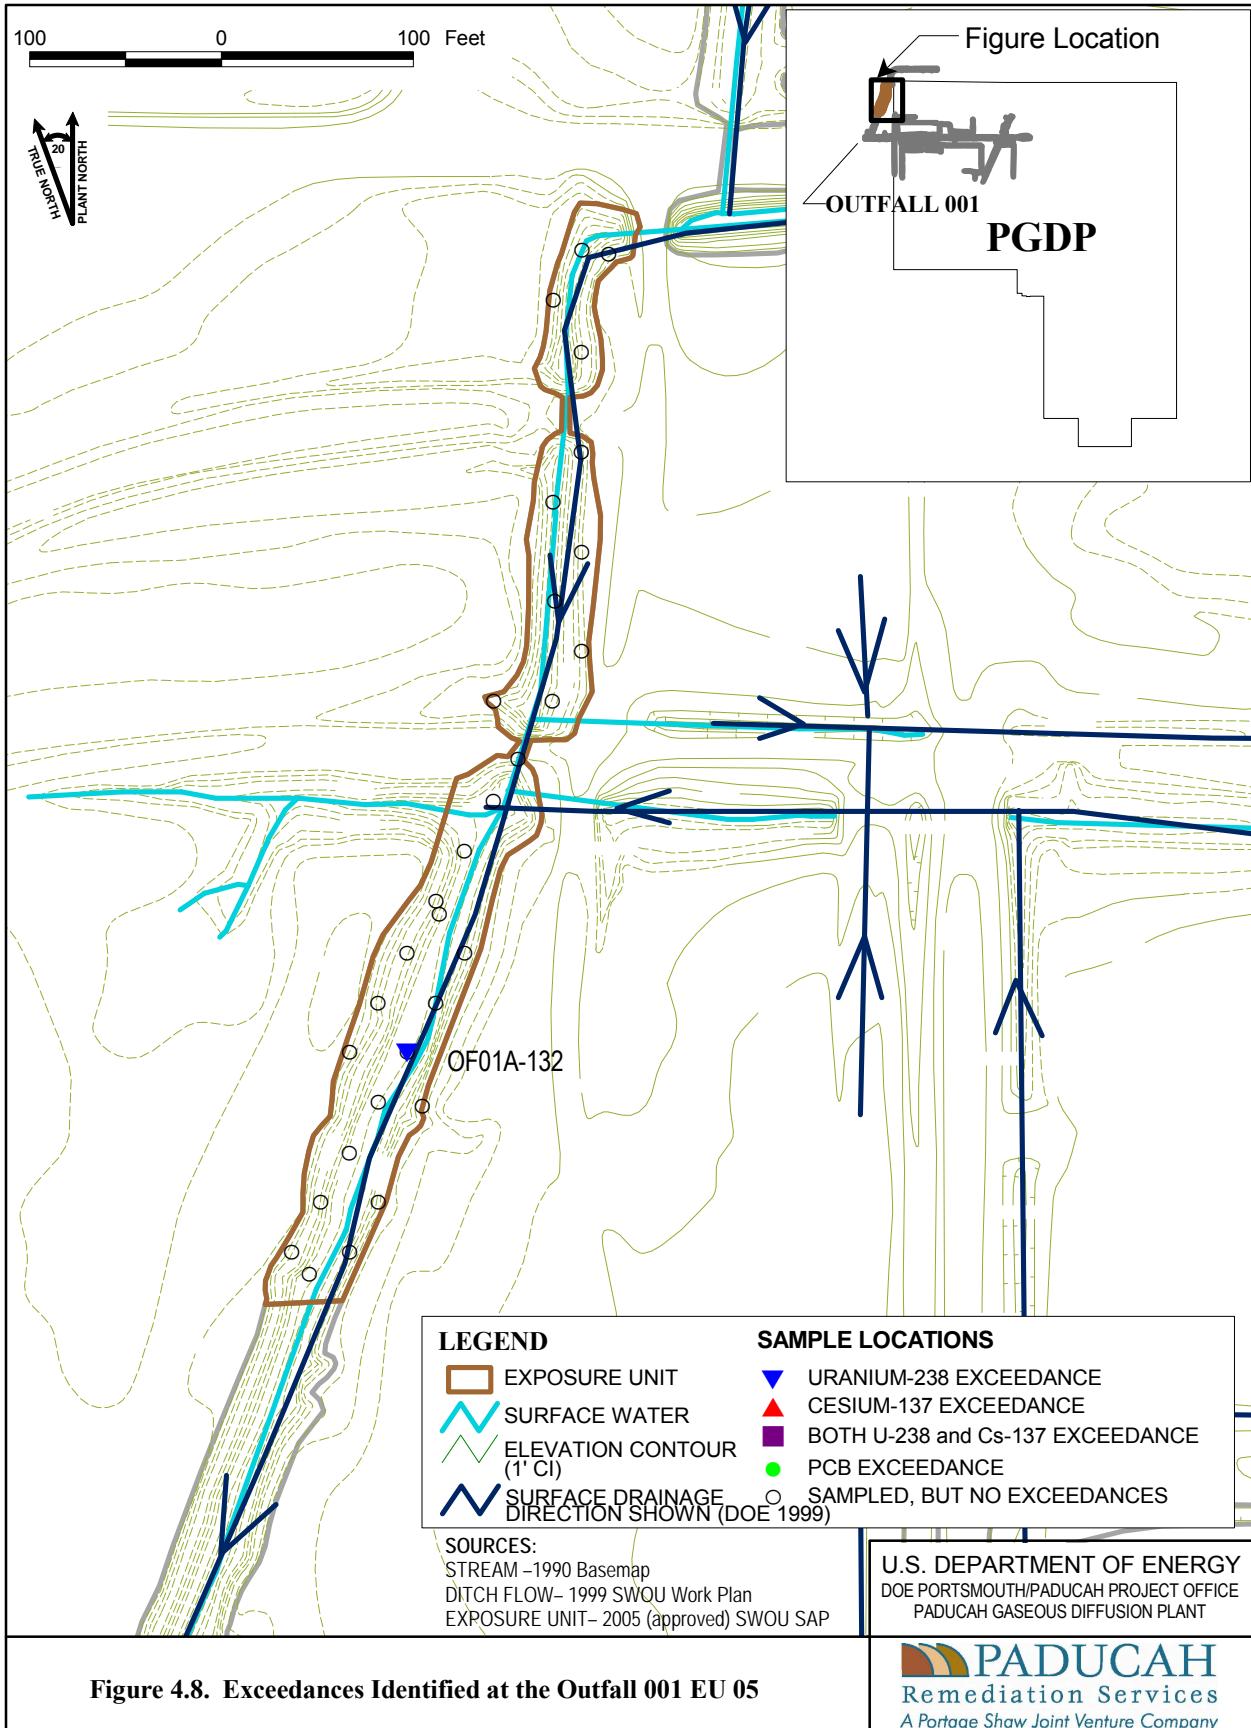 100 0 100 Feet
TRUE NORTH
20
PLANT NORTH
Figure Location
OUTFALL 001
PGDP
OF01A-132
LEGEND
EXPOSURE UNIT
SURFACE WATER
ELEVATION CONTOUR
(1' CI)
SURFACE DRAINAGE
DIRECTION SHOWN (DOE 1999)
SAMPLE LOCATIONS
URANIUM-238 EXCEEDANCE
CESIUM-137 EXCEEDANCE
BOTH U-238 and Cs-137 EXCEEDANCE
PCB EXCEEDANCE
SAMPLED, BUT NO EXCEEDANCES
SOURCES:
STREAM –1990 Basemap
DITCH FLOW– 1999 SWOU Work Plan
EXPOSURE UNIT– 2005 (approved) SWOU SAP
U.S. DEPARTMENT OF ENERGY
DOE PORTSMOUTH/PADUCAH PROJECT OFFICE
PADUCAH GASEOUS DIFFUSION PLANT
Figure 4.8. Exceedances Identified at the Outfall 001 EU 05
PADUCAH
Remediation Services
A Portage Shaw Joint Venture Company